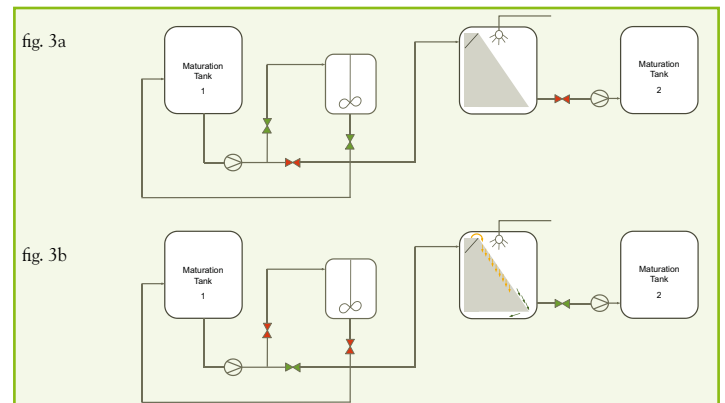 fig. 3a
Maturation
Tank
1
Maturation
Tank
2
fig. 3b
Maturation
Tank
1
Maturation
Tank
2